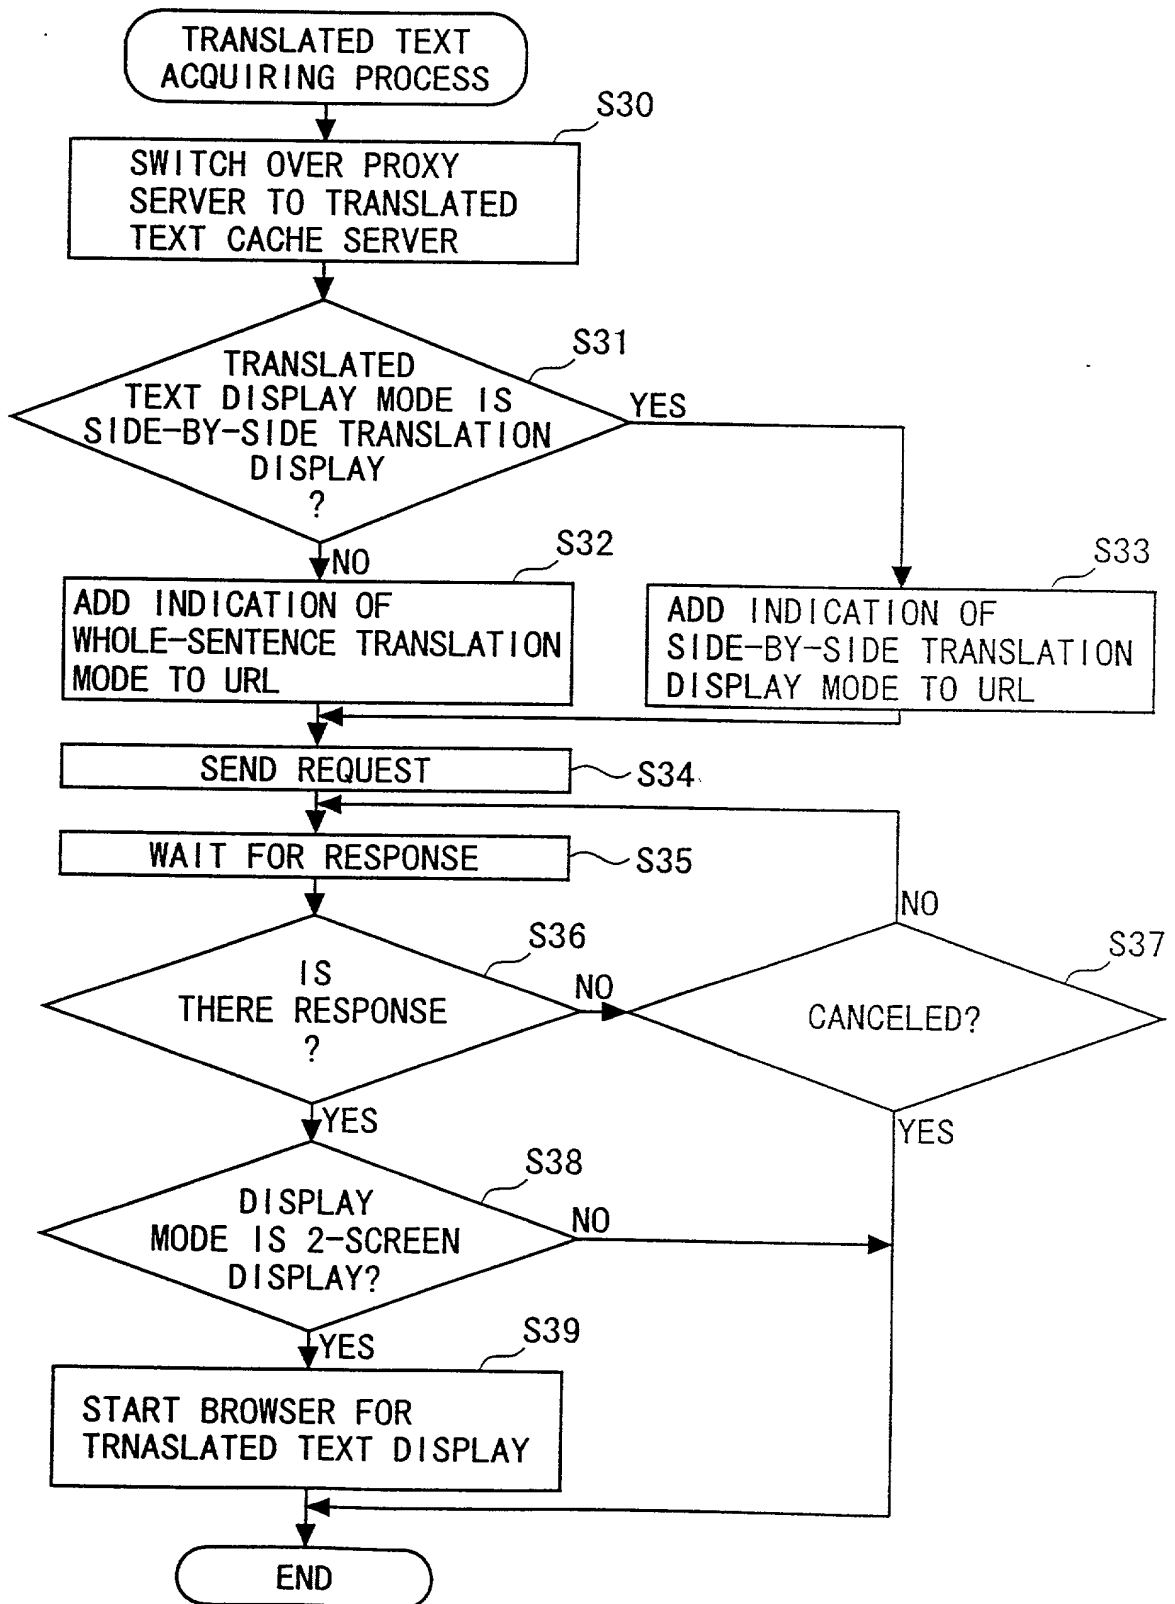 TRANSLATED TEXT
ACQUIRING PROCESS
S30
SWITCH OVER PROXY
SERVER TO TRANSLATED
TEXT CACHE SERVER
S31
TRANSLATED
TEXT DISPLAY MODE IS
SIDE-BY-SIDE TRANSLATION
DISPLAY
?
YES
NO
S32
ADD INDICATION OF
WHOLE-SENTENCE TRANSLATION
MODE TO URL
S33
ADD INDICATION OF
SIDE-BY-SIDE TRANSLATION
DISPLAY MODE TO URL
SEND REQUEST
S34
WAIT FOR RESPONSE
S35
S36
IS
THERE RESPONSE
?
NO
YES
NO
S37
CANCELED?
YES
S38
DISPLAY
MODE IS 2-SCREEN
DISPLAY?
NO
YES
S39
START BROWSER FOR
TRNASLATED TEXT DISPLAY
END